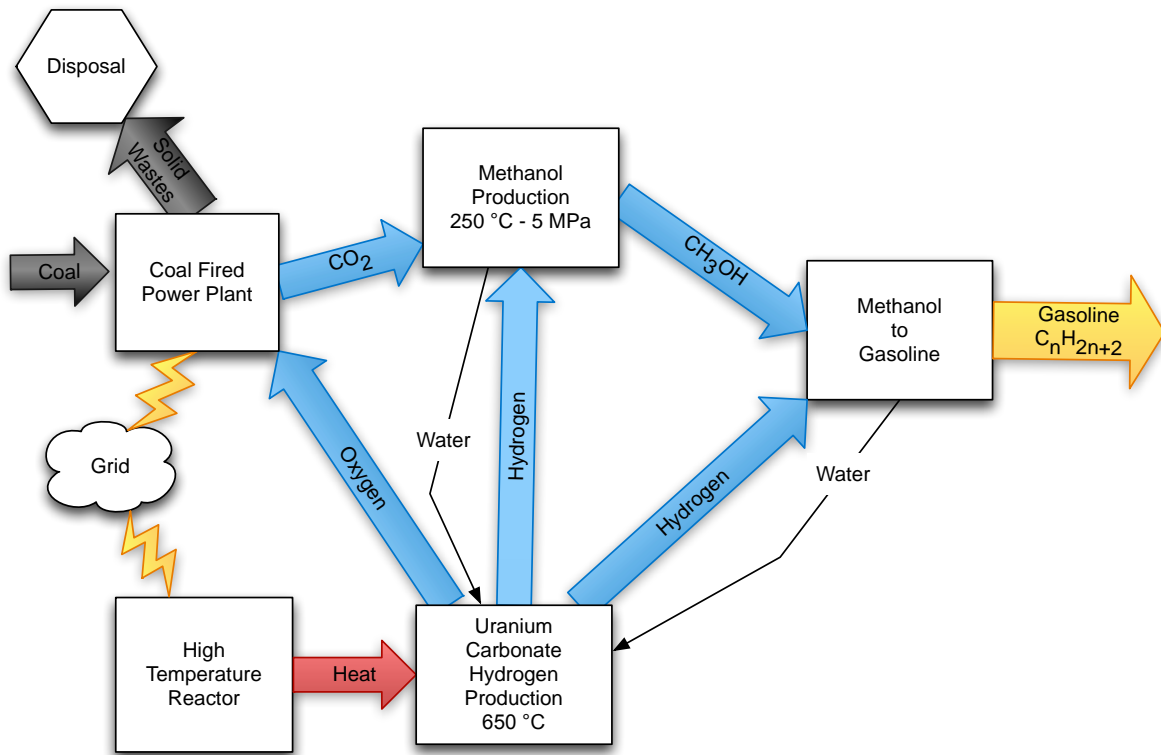 Disposal
Solid
Wastes
Coal
Coal Fired
Power Plant
CO2
Methanol
Production
250 °C - 5 MPa
CH3OH
Methanol
to
Gasoline
Gasoline
CnH2n+2
Grid
Oxygen
Water
Hydrogen
Hydrogen
Water
High
Temperature
Reactor
Heat
Uranium
Carbonate
Hydrogen
Production
650 °C